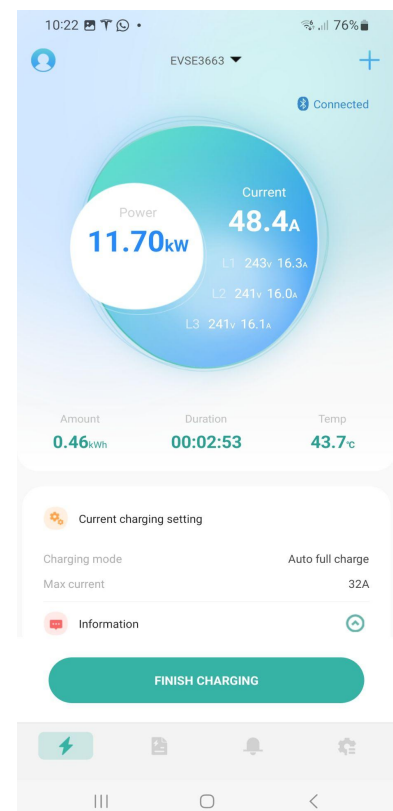 10:22 76%
EVSE3663
Connected
Power
11.70kW
Current
48.4A
L1 243V 16.3A
L2 241V 16.0A
L3 241V 16.1A
Amount Duration Temp
0.46kWh 00:02:53 43.7℃
Current charging setting
Charging mode Auto full charge
Max current 32A
Information
FINISH CHARGING